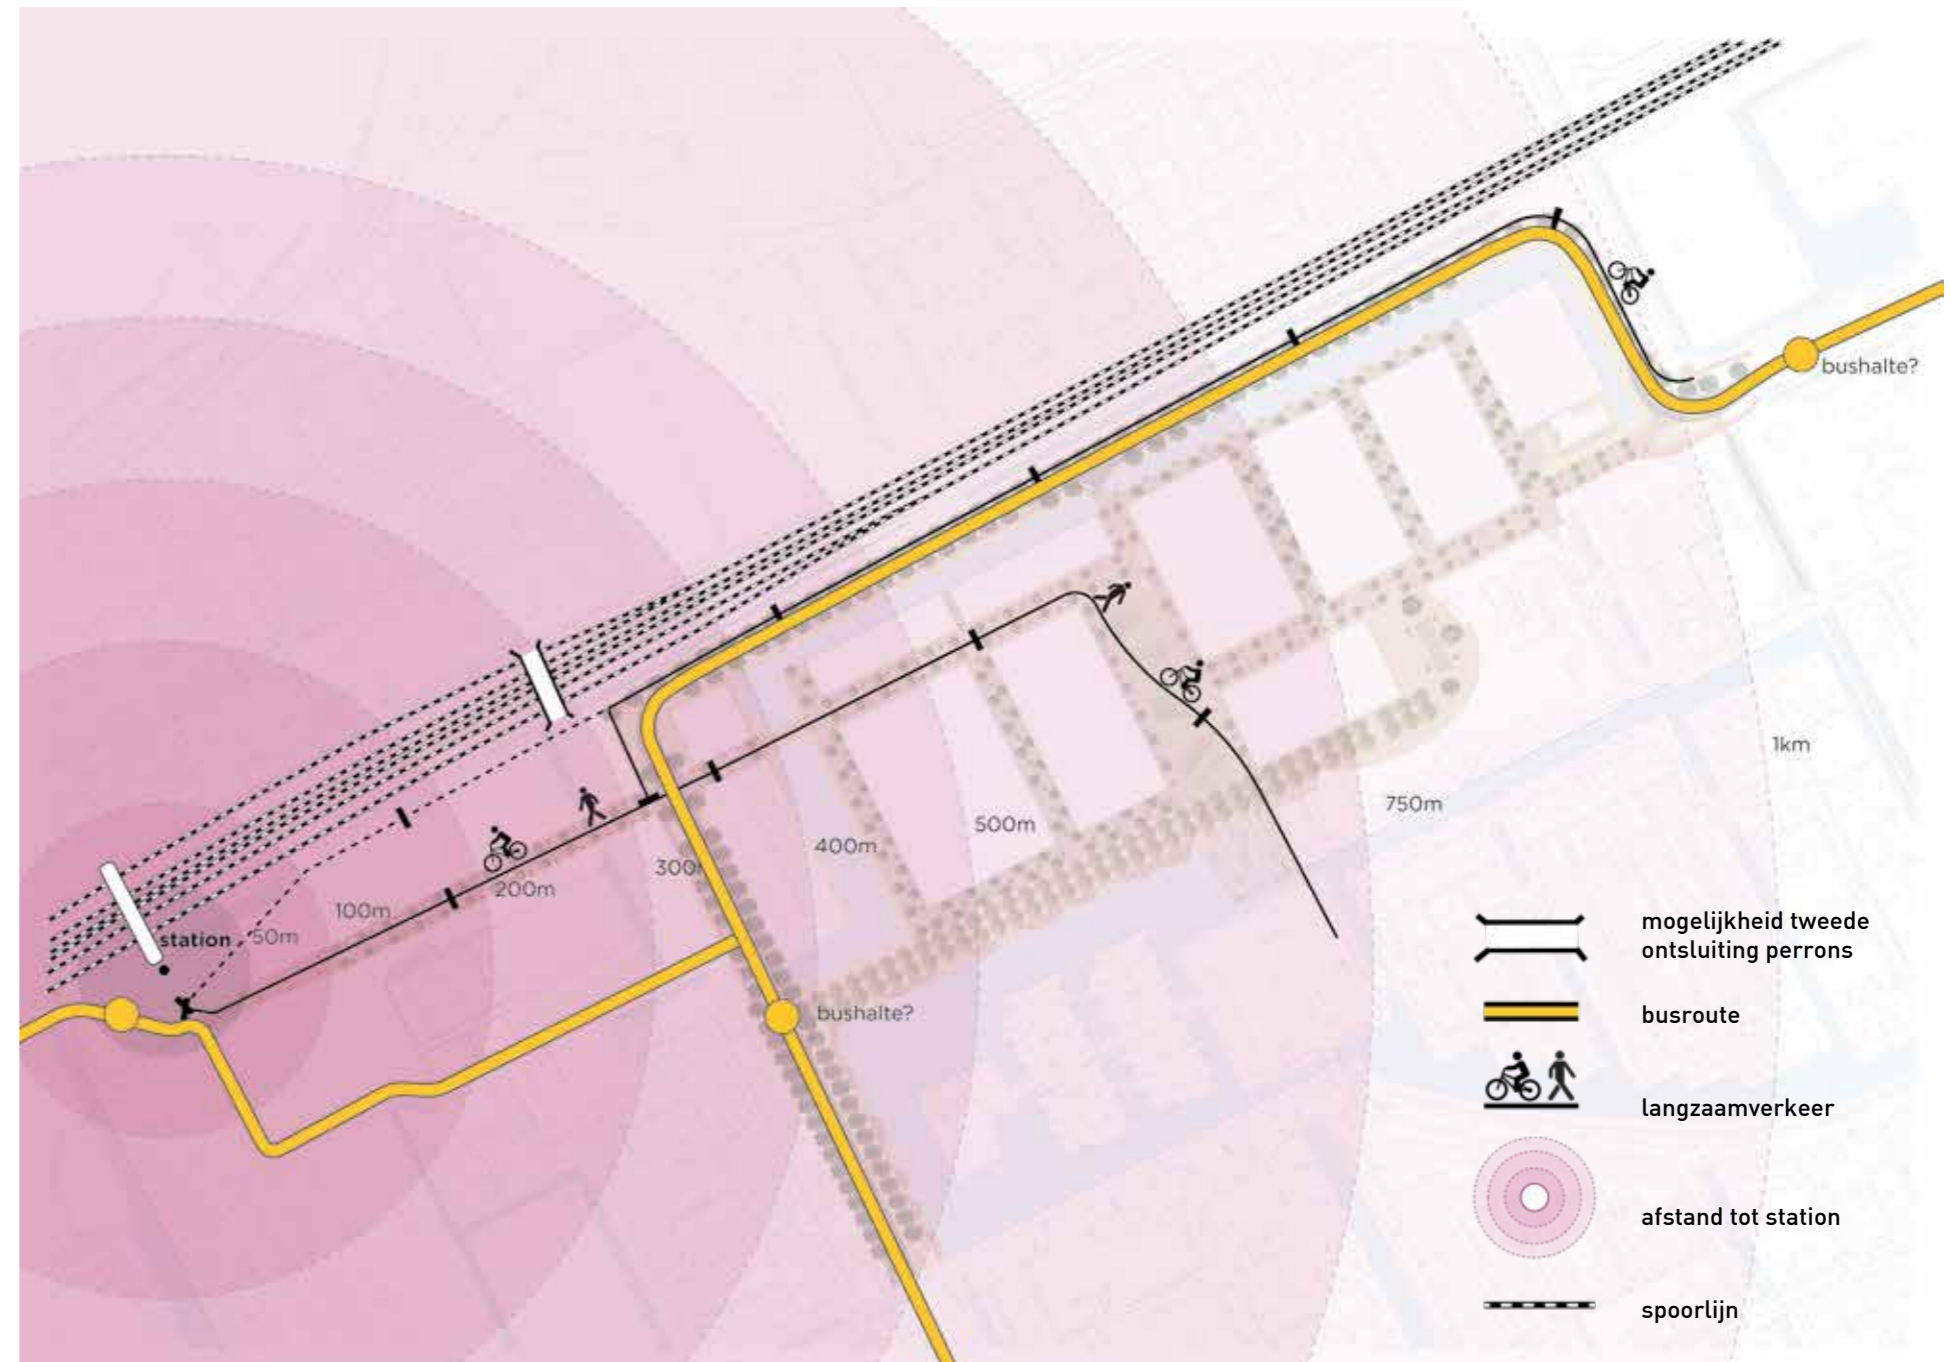 bushalte?
1km
750m
500m
400m
300
200m
100m
50m
station
bushalte?
mogelijkheid tweede
ontsluiting perrons
busroute
langzaamverkeer
afstand tot station
spoorlijn